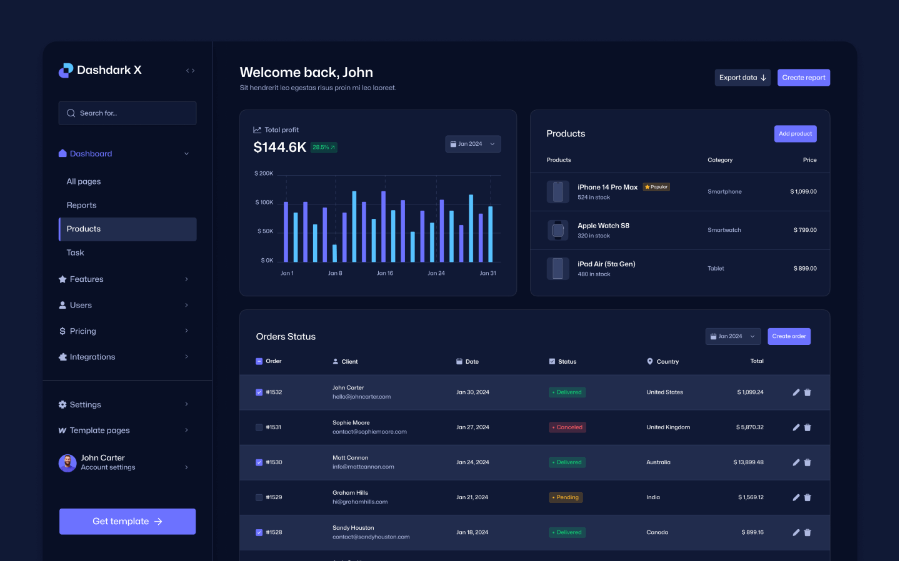 Dashdark X
Search for...
Dashboard
All pages
Reports
Products
Task
Features
Users
Pricing
Integrations
Settings
Template pages
John Carter
Account settings
Get template →
Welcome back, John
Sit hendrerit leo egestas risus proin mi leo laoreet.
Export data ↓
Create report
Total profit
$144.6K 28.5%
Jan 2024
$ 200K
$ 100K
$ 50K
$ 0K
Jan 1 Jan 8 Jan 16 Jan 24 Jan 31
Products
Add product
Products Category Price
iPhone 14 Pro Max Popular
524 in stock
Smartphone
$ 1,099.00
Apple Watch S8
320 in stock
Smartwatch
$ 799.00
iPad Air (5ta Gen)
Tablet
$ 899.00
Orders Status
Jan 2024
Create order
Order Client Date Status Country Total
#1532
John Carter
hello@johncarter.com
Jan 30, 2024
Delivered
United States
$ 1,099.24
#1531
Sophie Moore
contact@sophiemoore.com
Jan 27, 2024
Canceled
United Kingdom
$ 5,870.32
#1530
Matt Cannon
info@mattcannon.com
Jan 24, 2024
Delivered
Australia
$ 13,899.48
#1529
Graham Hills
hi@grahamhills.com
Jan 21, 2024
Pending
India
$ 1,569.12
#1528
Sandy Houston
contact@sandyhouston.com
Jan 18, 2024
Delivered
Canada
$ 899.16